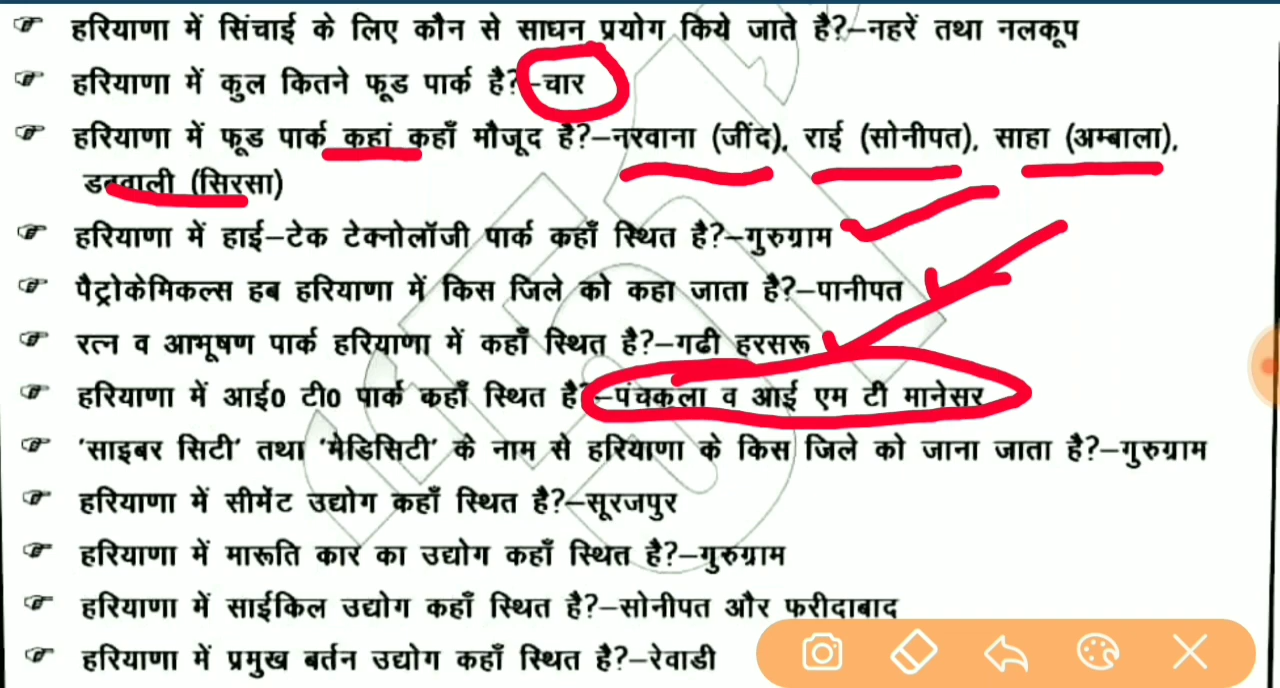 हरियाणा में सिंचाई के लिए कौन से साधन प्रयोग किये जाते है?–नहरें तथा नलकूप
हरियाणा में कुल कितने फूड पार्क है?–चार
हरियाणा में फूड पार्क कहां कहाँ मौजूद है?–नरवाना (जींद), राई (सोनीपत), साहा (अम्बाला),
डबवाली (सिरसा)
हरियाणा में हाई–टेक टेक्नोलॉजी पार्क कहाँ स्थित है?–गुरुग्राम
पैट्रोकेमिकल्स हब हरियाणा में किस जिले को कहा जाता है?–पानीपत
रत्न व आभूषण पार्क हरियाणा में कहाँ स्थित है?–गढी हरसरू
हरियाणा में आई0 टी0 पार्क कहाँ स्थित है?–पंचकुला व आई एम टी मानेसर
'साइबर सिटी' तथा 'मेडिसिटी' के नाम से हरियाणा के किस जिले को जाना जाता है?–गुरुग्राम
हरियाणा में सीमेंट उद्योग कहाँ स्थित है?–सूरजपुर
हरियाणा में मारूति कार का उद्योग कहाँ स्थित है?–गुरुग्राम
हरियाणा में साईकिल उद्योग कहाँ स्थित है?–सोनीपत और फरीदाबाद
हरियाणा में प्रमुख बर्तन उद्योग कहाँ स्थित है?–रेवाडी